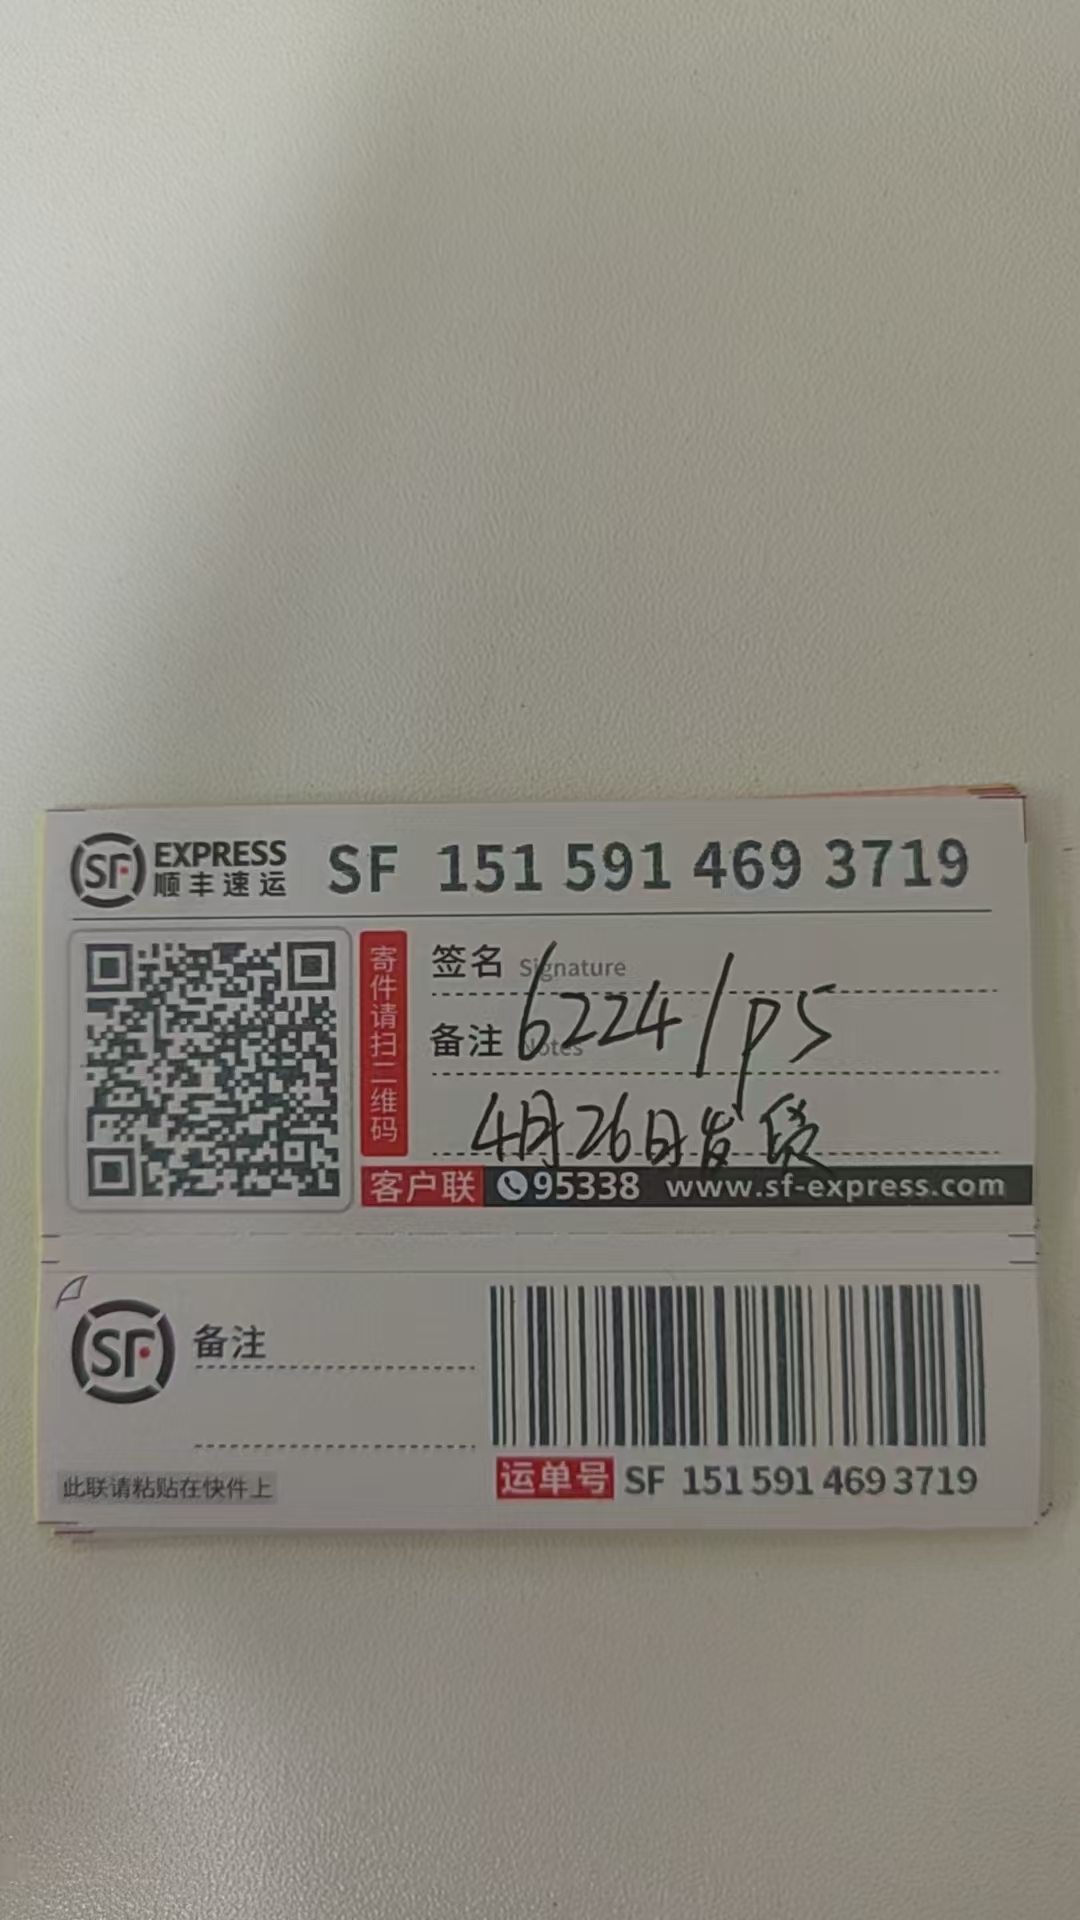 SF EXPRESS
顺丰速运
SF 151 591 469 3719
寄件请扫二维码
签名 Signature
备注 Notes
6224 / p5
4月26日发货
客户联 95338 www.sf-express.com
SF 备注
此联请粘贴在快件上
运单号 SF 151 591 469 3719